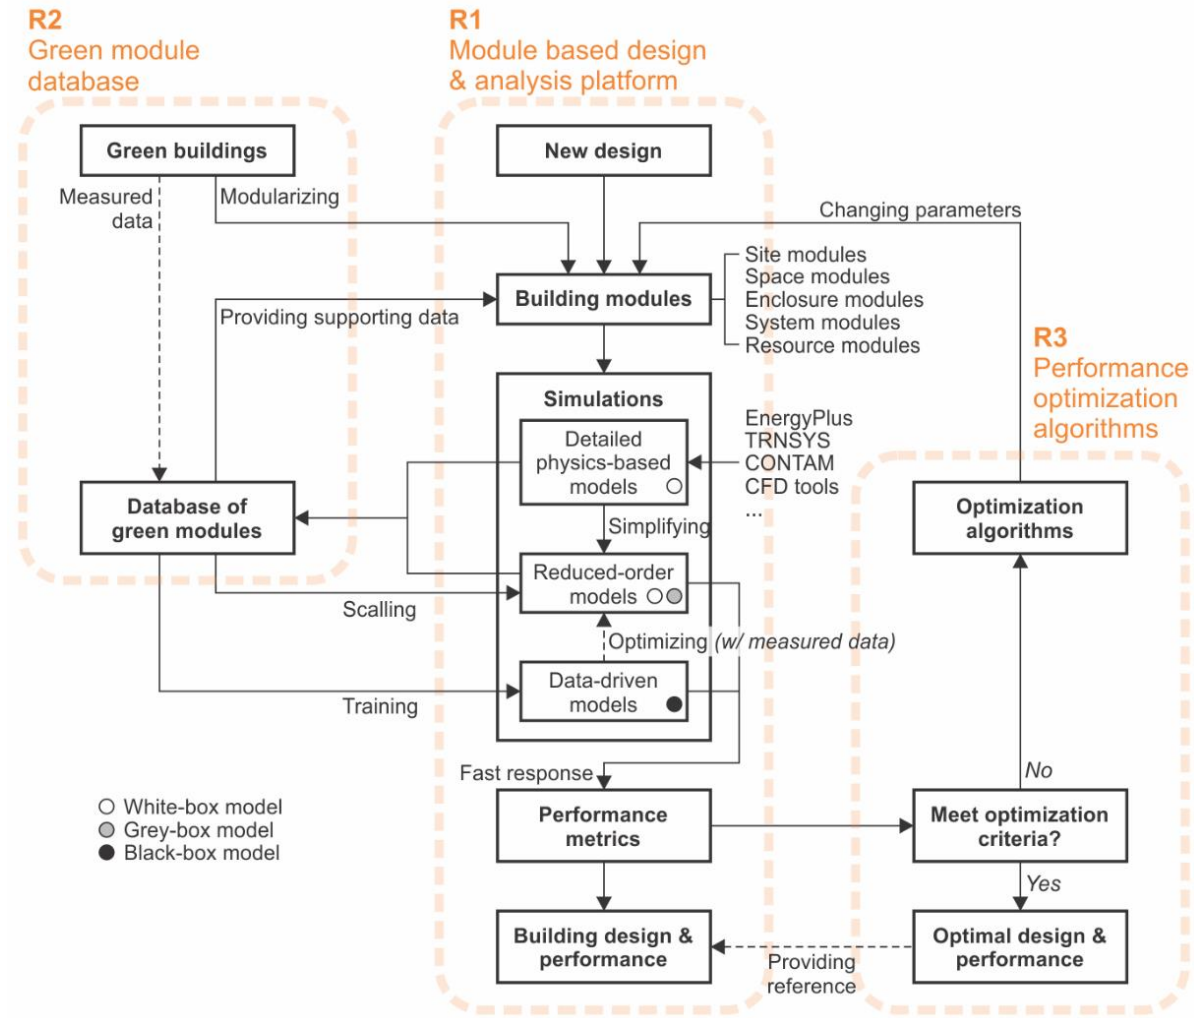 R2
Green module
database
R1
Module based design
& analysis platform
Green buildings
New design
Measured
data
Modularizing
Changing parameters
Building modules
Site modules
Space modules
Enclosure modules
System modules
Resource modules
Providing supporting data
R3
Performance
optimization
algorithms
Simulations
Detailed
physics-based
models
EnergyPlus
TRNSYS
CONTAM
CFD tools
...
Database of
green modules
Simplifying
Optimization
algorithms
Reduced-order
models
Scalling
Optimizing (w/ measured data)
Data-driven
models
Training
Fast response
No
White-box model
Grey-box model
Black-box model
Performance
metrics
Meet optimization
criteria?
Yes
Building design &
performance
Providing
reference
Optimal design &
performance